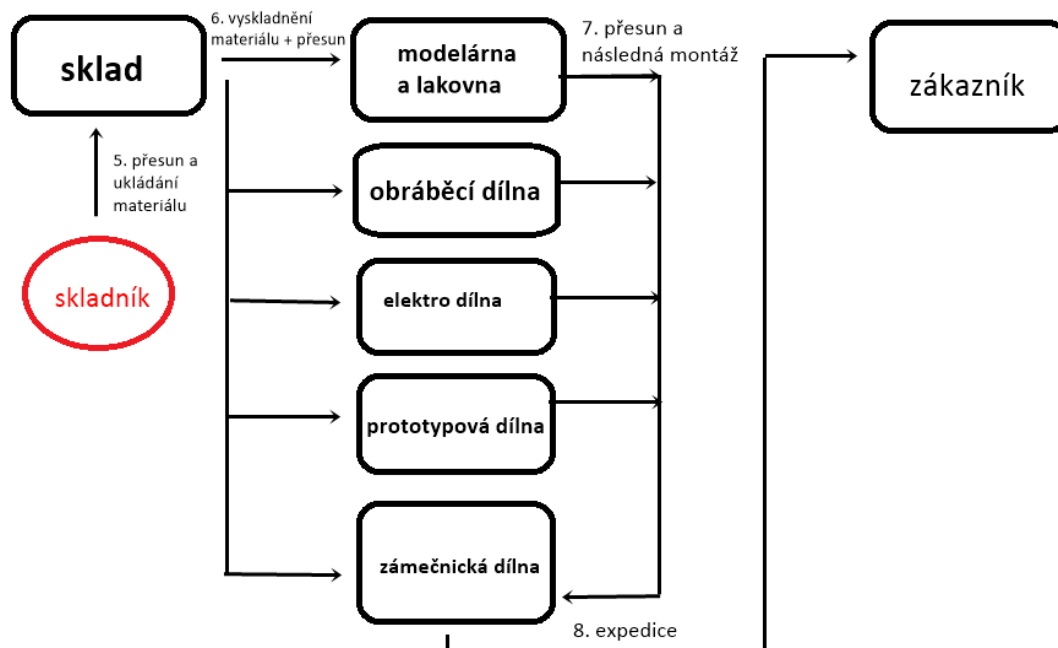 6. vyskladnění
materiálu + přesun
sklad
modelárna
a lakovna
7. přesun a
následná montáž
zákazník
5. přesun a
ukládání
materiálu
obráběcí dílna
skladník
elektro dílna
prototypová dílna
zámečnická dílna
8. expedice